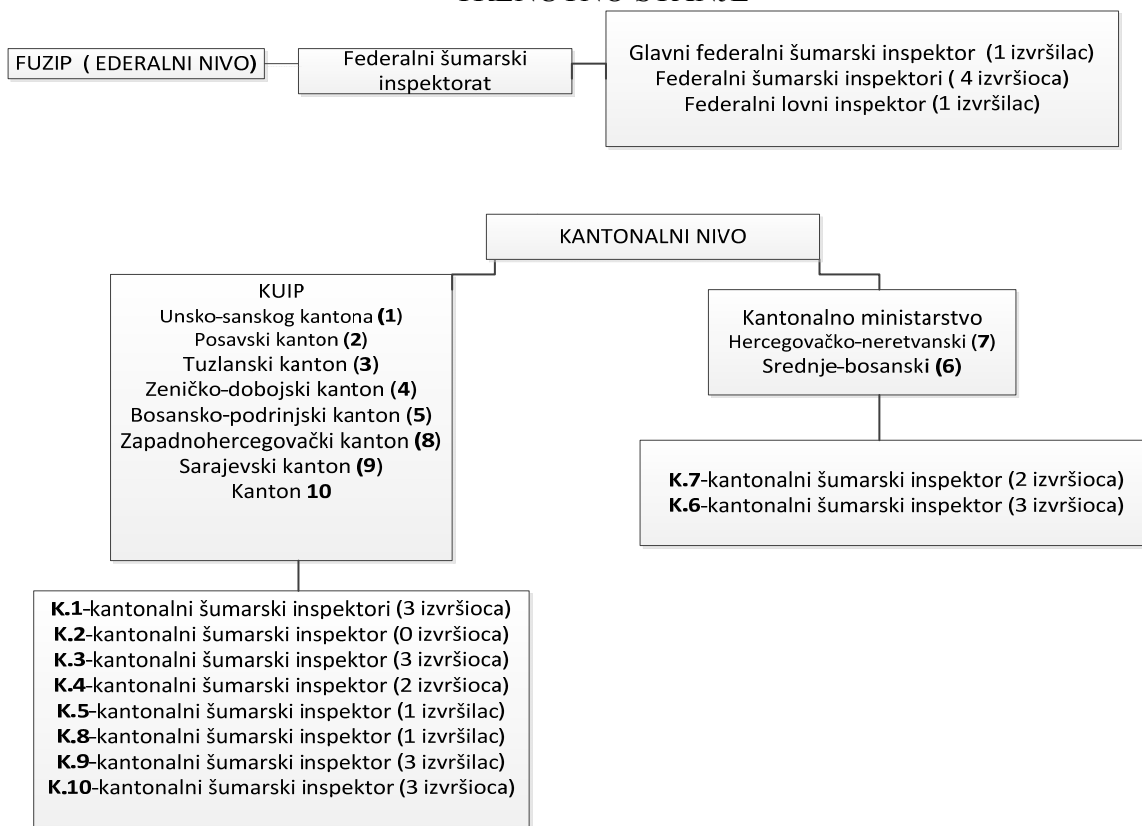 TRENUTNO STANJE
FUZIP ( EDERALNI NIVO)
Federalni šumarski
inspektorat
Glavni federalni šumarski inspektor (1 izvršilac)
Federalni šumarski inspektori ( 4 izvršioca)
Federalni lovni inspektor (1 izvršilac)
KANTONALNI NIVO
KUIP
Unsko-sanskog kantona (1)
Posavski kanton (2)
Tuzlanski kanton (3)
Zeničko-dobojski kanton (4)
Bosansko-podrinjski kanton (5)
Zapadnohercegovački kanton (8)
Sarajevski kanton (9)
Kanton 10
Kantonalno ministarstvo
Hercegovačko-neretvanski (7)
Srednje-bosanski (6)
K.7-kantonalni šumarski inspektor (2 izvršioca)
K.6-kantonalni šumarski inspektor (3 izvršioca)
K.1-kantonalni šumarski inspektori (3 izvršioca)
K.2-kantonalni šumarski inspektor (0 izvršioca)
K.3-kantonalni šumarski inspektor (3 izvršioca)
K.4-kantonalni šumarski inspektor (2 izvršioca)
K.5-kantonalni šumarski inspektor (1 izvršilac)
K.8-kantonalni šumarski inspektor (1 izvršilac)
K.9-kantonalni šumarski inspektor (3 izvršilac)
K.10-kantonalni šumarski inspektor (3 izvršioca)